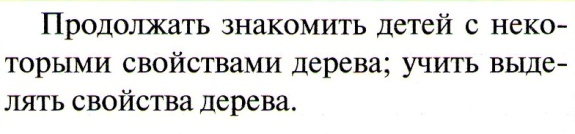 Продолжать знакомить детей с неко-
торыми свойствами дерева; учить выде-
лять свойства дерева.